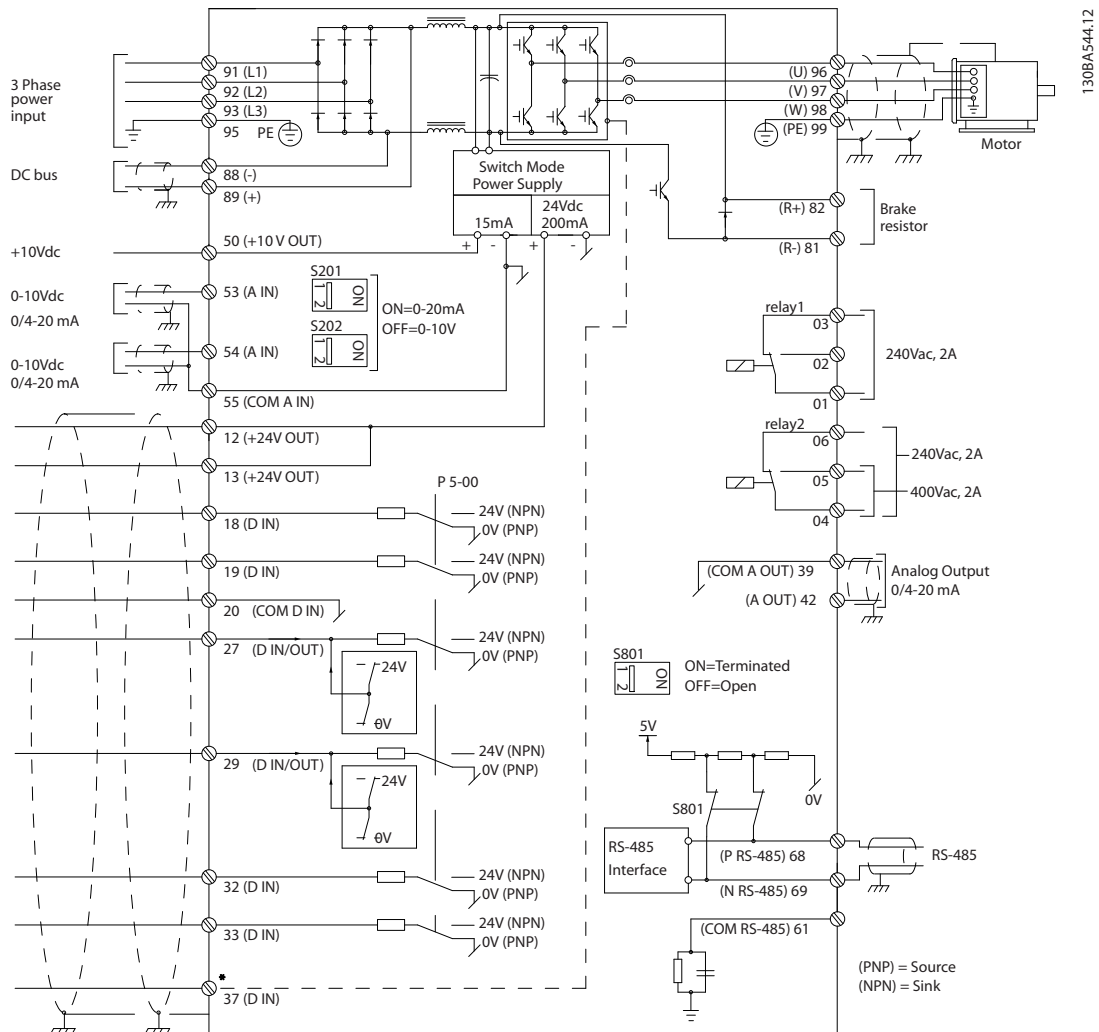 130BA544.12
3 Phase
power
input
91 (L1)
92 (L2)
93 (L3)
95 PE
DC bus
88 (-)
89 (+)
+10Vdc
50 (+10 V OUT)
0-10Vdc
0/4-20 mA
53 (A IN)
0-10Vdc
0/4-20 mA
54 (A IN)
55 (COM A IN)
12 (+24V OUT)
13 (+24V OUT)
18 (D IN)
19 (D IN)
20 (COM D IN)
27 (D IN/OUT)
24V
0V
29 (D IN/OUT)
24V
0V
32 (D IN)
33 (D IN)
*
37 (D IN)
S201
1 2 ON
S202
1 2 ON
ON=0-20mA
OFF=0-10V
Switch Mode
Power Supply
15mA
24Vdc
200mA
+ - + -
P 5-00
24V (NPN)
0V (PNP)
24V (NPN)
0V (PNP)
24V (NPN)
0V (PNP)
24V (NPN)
0V (PNP)
24V (NPN)
0V (PNP)
24V (NPN)
0V (PNP)
(U) 96
(V) 97
(W) 98
(PE) 99
Motor
(R+) 82
(R-) 81
Brake
resistor
relay1
03
02
01
240Vac, 2A
relay2
06
05
04
240Vac, 2A
400Vac, 2A
(COM A OUT) 39
(A OUT) 42
Analog Output
0/4-20 mA
S801
1 2 ON
ON=Terminated
OFF=Open
5V
0V
S801
RS-485
Interface
(P RS-485) 68
(N RS-485) 69
RS-485
(COM RS-485) 61
(PNP) = Source
(NPN) = Sink